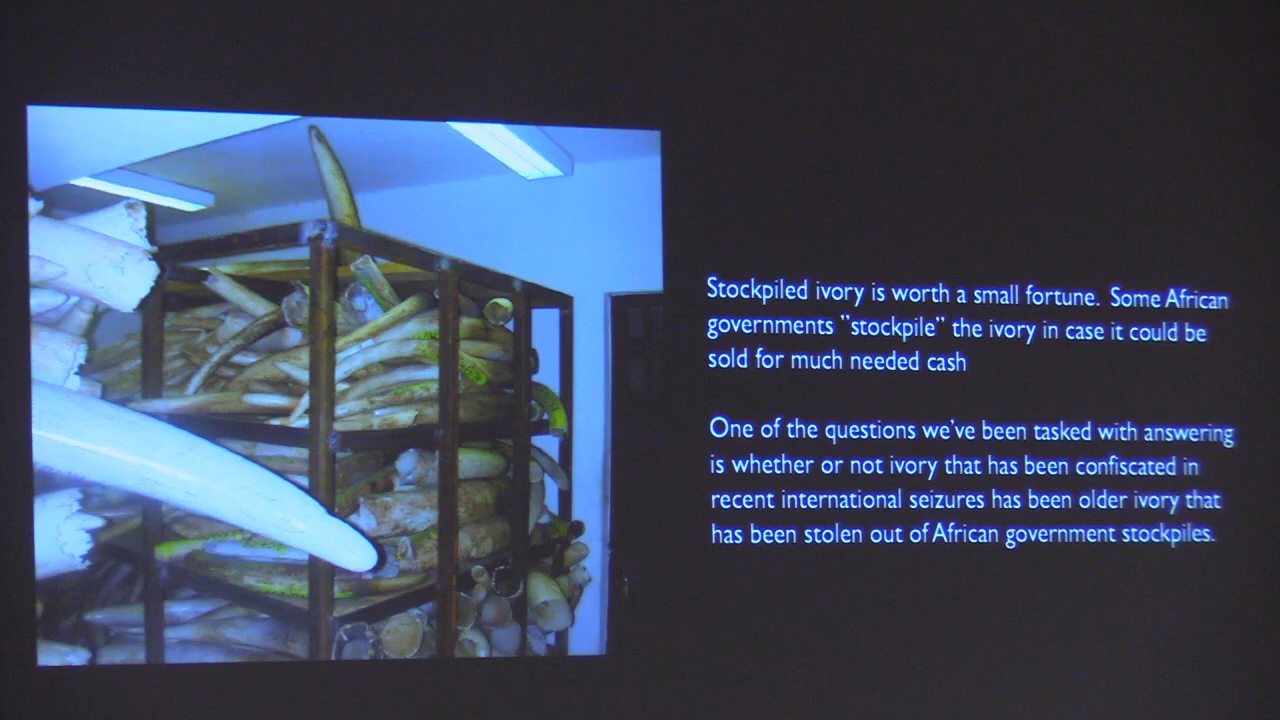 Stockpiled ivory is worth a small fortune. Some African
governments "stockpile" the ivory in case it could be
sold for much needed cash
One of the questions we've been tasked with answering
is whether or not ivory that has been confiscated in
recent international seizures has been older ivory that
has been stolen out of African government stockpiles.